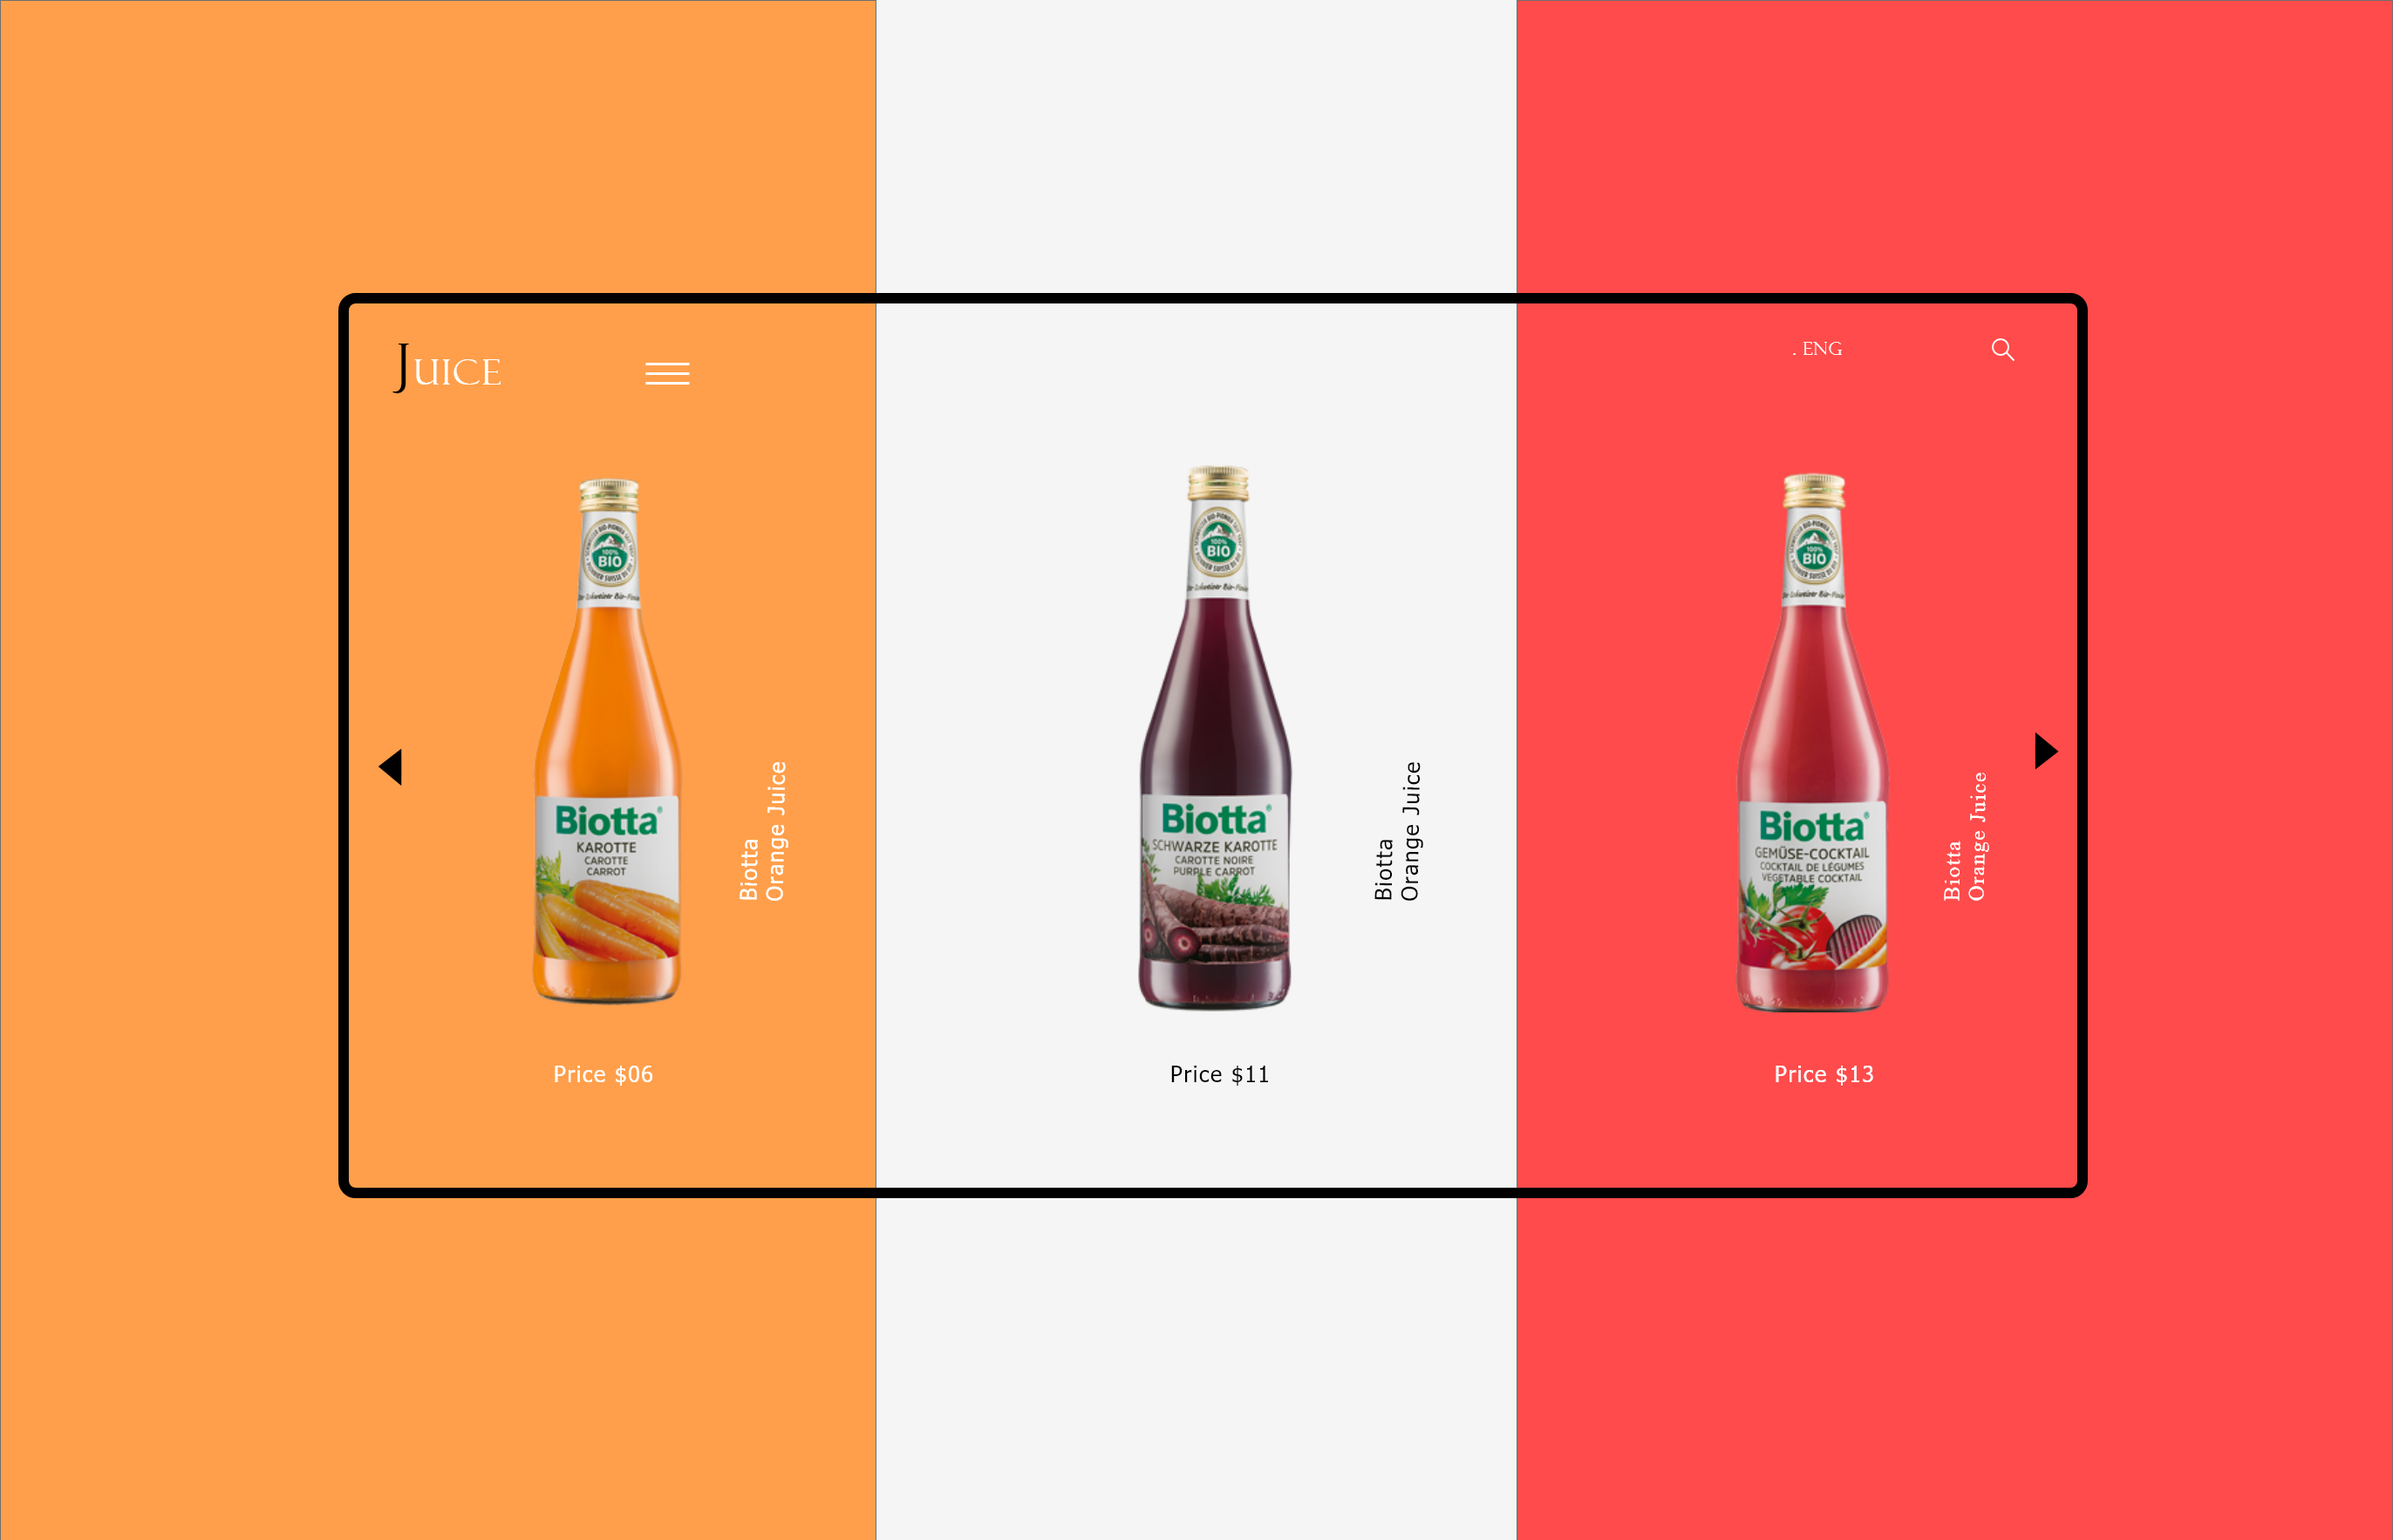 JUICE
. ENG
100%
BIO
Biotta®
KAROTTE
CAROTTE
CARROT
Biotta
Orange Juice
Price $06
100%
BIO
Biotta®
SCHWARZE KAROTTE
CAROTTE NOIRE
PURPLE CARROT
Biotta
Orange Juice
Price $11
100%
BIO
Biotta®
GEMÜSE-COCKTAIL
COCKTAIL DE LÉGUMES
VEGETABLE COCKTAIL
Biotta
Orange Juice
Price $13